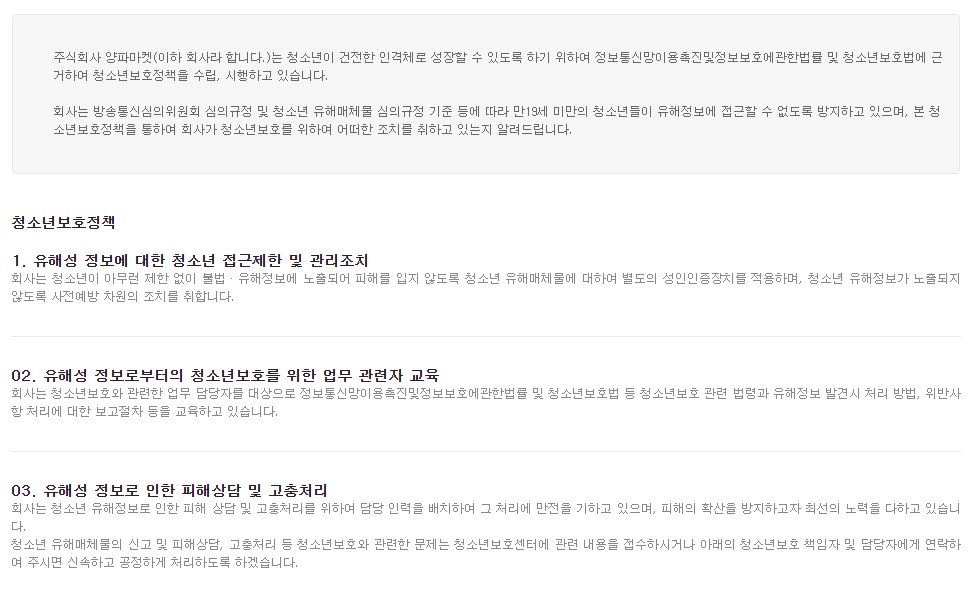 주식회사 양파마켓(이하 회사라 합니다.)는 청소년이 건전한 인격체로 성장할 수 있도록 하기 위하여 정보통신망이용촉진및정보보호에관한법률 및 청소년보호법에 근
거하여 청소년보호정책을 수립, 시행하고 있습니다.
회사는 방송통신심의위원회 심의규정 및 청소년 유해매체물 심의규정 기준 등에 따라 만19세 미만의 청소년들이 유해정보에 접근할 수 없도록 방지하고 있으며, 본 청
소년보호정책을 통하여 회사가 청소년보호를 위하여 어떠한 조치를 취하고 있는지 알려드립니다.
청소년보호정책
1. 유해성 정보에 대한 청소년 접근제한 및 관리조치
회사는 청소년이 아무런 제한 없이 불법 · 유해정보에 노출되어 피해를 입지 않도록 청소년 유해매체물에 대하여 별도의 성인인증장치를 적용하며, 청소년 유해정보가 노출되지
않도록 사전예방 차원의 조치를 취합니다.
02. 유해성 정보로부터의 청소년보호를 위한 업무 관련자 교육
회사는 청소년보호와 관련한 업무 담당자를 대상으로 정보통신망이용촉진및정보보호에관한법률 및 청소년보호법 등 청소년보호 관련 법령과 유해정보 발견시 처리 방법, 위반사
항 처리에 대한 보고절차 등을 교육하고 있습니다.
03. 유해성 정보로 인한 피해상담 및 고충처리
회사는 청소년 유해정보로 인한 피해 상담 및 고충처리를 위하여 담당 인력을 배치하여 그 처리에 만전을 기하고 있으며, 피해의 확산을 방지하고자 최선의 노력을 다하고 있습니
다.
청소년 유해매체물의 신고 및 피해상담, 고충처리 등 청소년보호와 관련한 문제는 청소년보호센터에 관련 내용을 접수하시거나 아래의 청소년보호 책임자 및 담당자에게 연락하
여 주시면 신속하고 공정하게 처리하도록 하겠습니다.